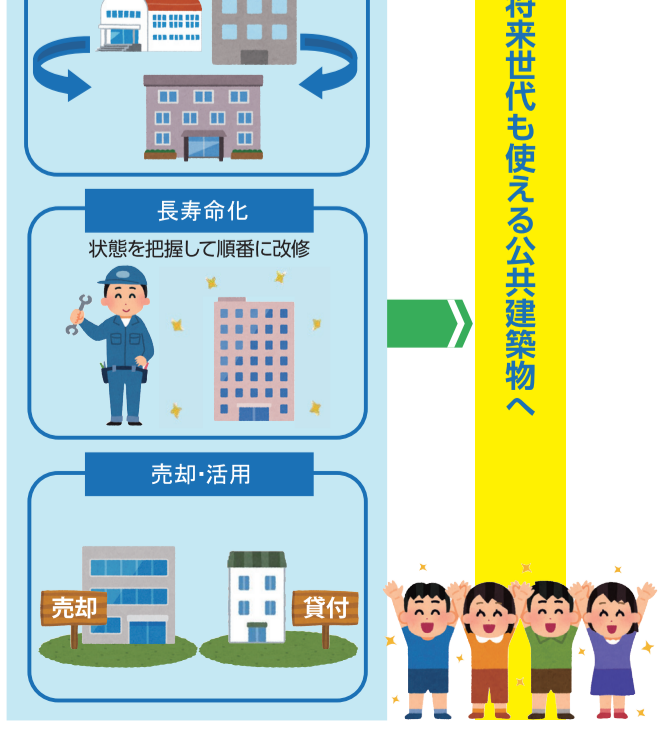 長寿命化
状態を把握して順番に改修
売却・活用
売却
貸付
将来世代も使える公共建築物へ